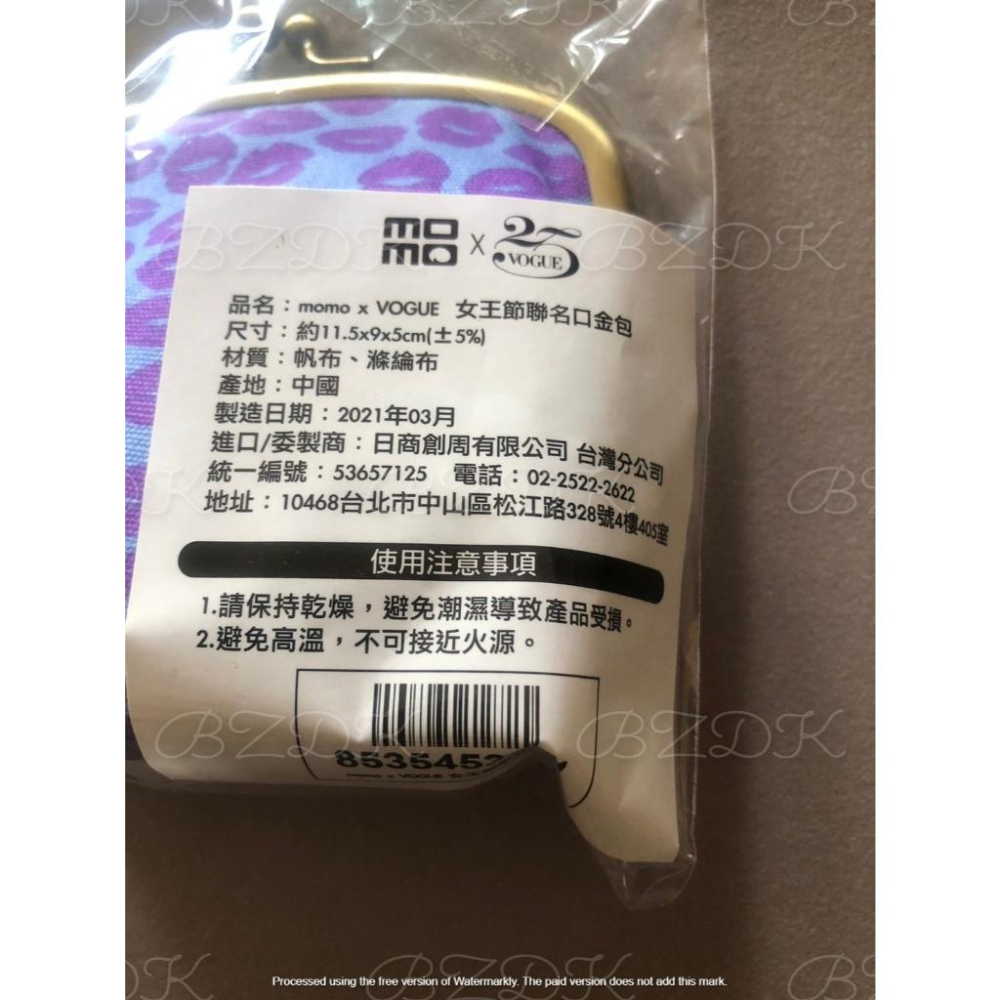 momo x 25 VOGUE
品名：momo x VOGUE 女王節聯名口金包
尺寸：約11.5x9x5cm(±5%)
材質：帆布、滌綸布
產地：中國
製造日期：2021年03月
進口/委製商：日商創周有限公司 台灣分公司
統一編號：53657125 電話：02-2522-2622
地址：10468台北市中山區松江路328號4樓405室
使用注意事項
1.請保持乾燥，避免潮濕導致產品受損。
2.避免高溫，不可接近火源。
8535452
momo x VOGUE 女王
BZDK
Processed using the free version of Watermarkly. The paid version does not add this mark.